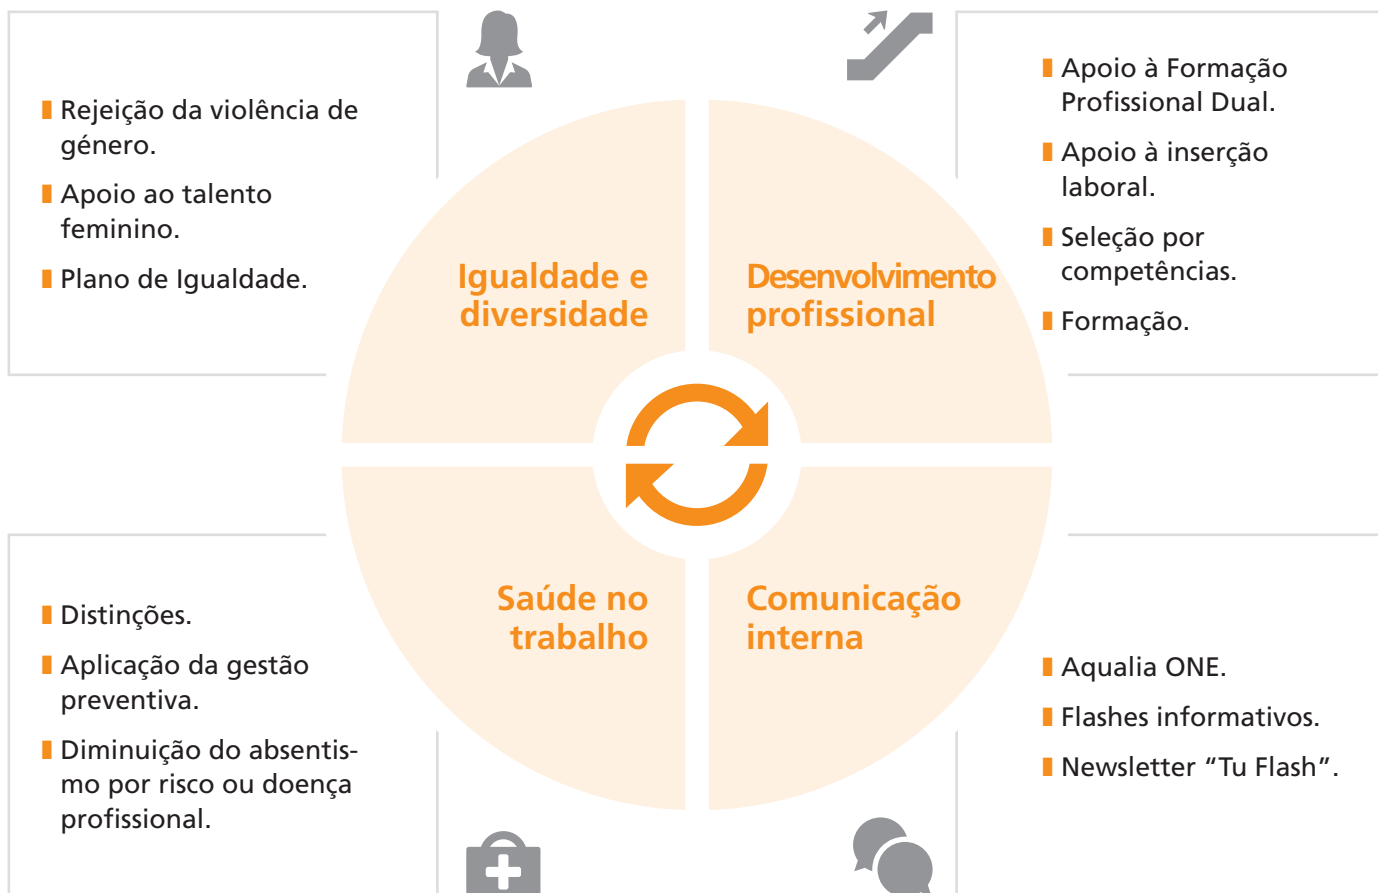 Rejeição da violência de
género.
Apoio ao talento
feminino.
Plano de Igualdade.
Igualdade e
diversidade
Desenvolvimento
profissional
Apoio à Formação
Profissional Dual.
Apoio à inserção
laboral.
Seleção por
competências.
Formação.
Distinções.
Aplicação da gestão
preventiva.
Diminuição do absentis-
mo por risco ou doença
profissional.
Saúde no
trabalho
Comunicação
interna
Aqualia ONE.
Flashes informativos.
Newsletter “Tu Flash”.